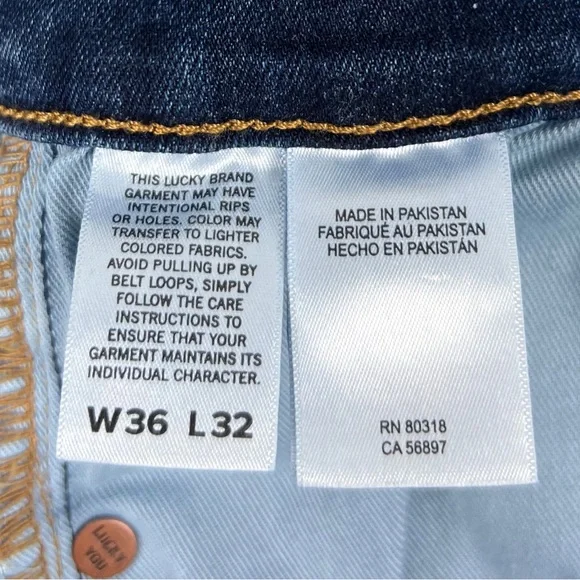 THIS LUCKY BRAND
GARMENT MAY HAVE
INTENTIONAL RIPS
OR HOLES. COLOR MAY
TRANSFER TO LIGHTER
COLORED FABRICS.
AVOID PULLING UP BY
BELT LOOPS, SIMPLY
FOLLOW THE CARE
INSTRUCTIONS TO
ENSURE THAT YOUR
GARMENT MAINTAINS ITS
INDIVIDUAL CHARACTER.
W36 L32
MADE IN PAKISTAN
FABRIQUÉ AU PAKISTAN
HECHO EN PAKISTÁN
RN 80318
CA 56897
LUCKY
YOU